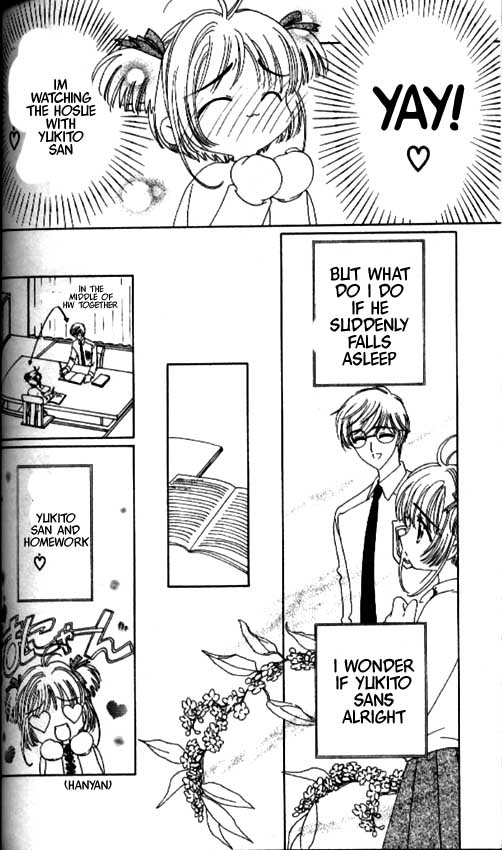 YAY!
♡
IM
WATCHING
THE HOSUE
WITH
YUKITO
SAN
♡
BUT WHAT
DO I DO
IF HE
SUDDENLY
FALLS
ASLEEP
I WONDER
IF YUKITO
SANS
ALRIGHT
IN THE
MIDDLE OF
HW TOGETHER
YUKITO
SAN AND
HOMEWORK
♡
(HANYAN)